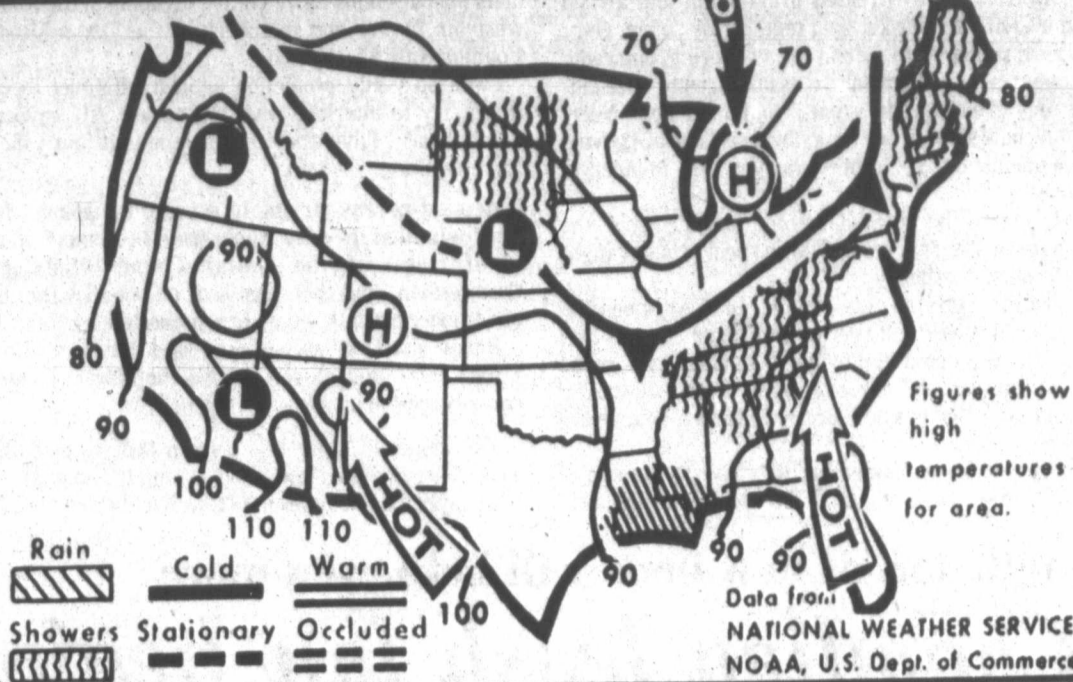 70
70
80
L
H
90
L
H
80
90
L
90
100
110
110
HOT
100
90
90
90
HOT
Figures show
high
temperatures
for area.
Rain
Cold
Warm
Showers
Stationary
Occluded
Data from
NATIONAL WEATHER SERVICE
NOAA, U.S. Dept. of Commerce